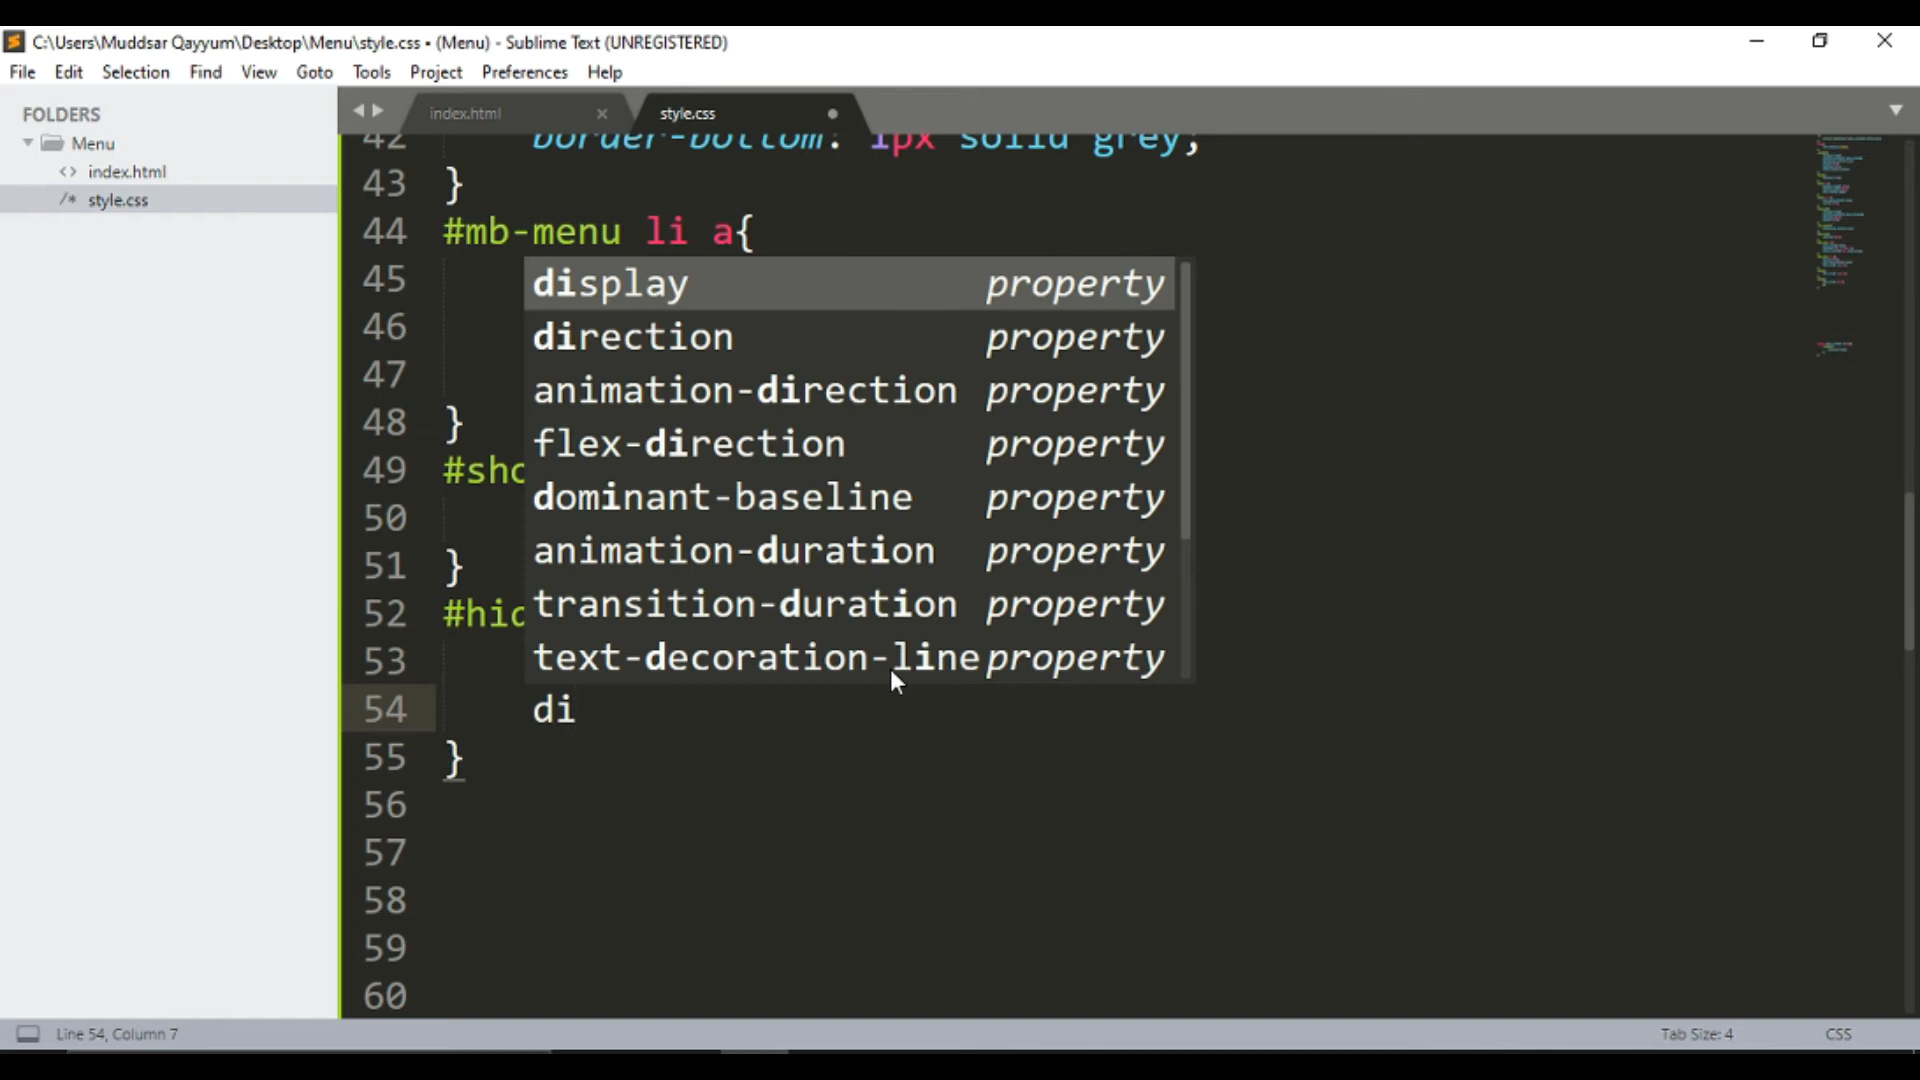 C:\Users\Muddsar Qayyum\Desktop\Menu\style.css • (Menu) - Sublime Text (UNREGISTERED)
File Edit Selection Find View Goto Tools Project Preferences Help
FOLDERS
Menu
<> index.html
/* style.css
index.html × style.css
42 border-bottom: 1px solid grey;
43 }
44 #mb-menu li a{
45 display property
46 direction property
47 animation-direction property
48 } flex-direction property
49 #sho dominant-baseline property
50 animation-duration property
51 }
52 #hid transition-duration property
53 text-decoration-line property
54 di
55 }
56
57
58
59
60
Line 54, Column 7 Tab Size: 4 CSS